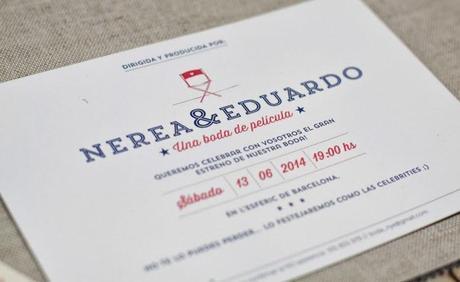 DIRIGIDA Y PRODUCIDA POR:
NEREA&EDUARDO
Una boda de película
QUEREMOS CELEBRAR CON VOSOTROS EL GRAN
ESTRENO DE NUESTRA BODA!
Sábado 13 06 2014 19:00 hs
EN L'ESFERIC DE BARCELONA,
NO TE LO PUEDES PERDER... LO FESTEJAREMOS COMO LAS CELEBRITIES ;)